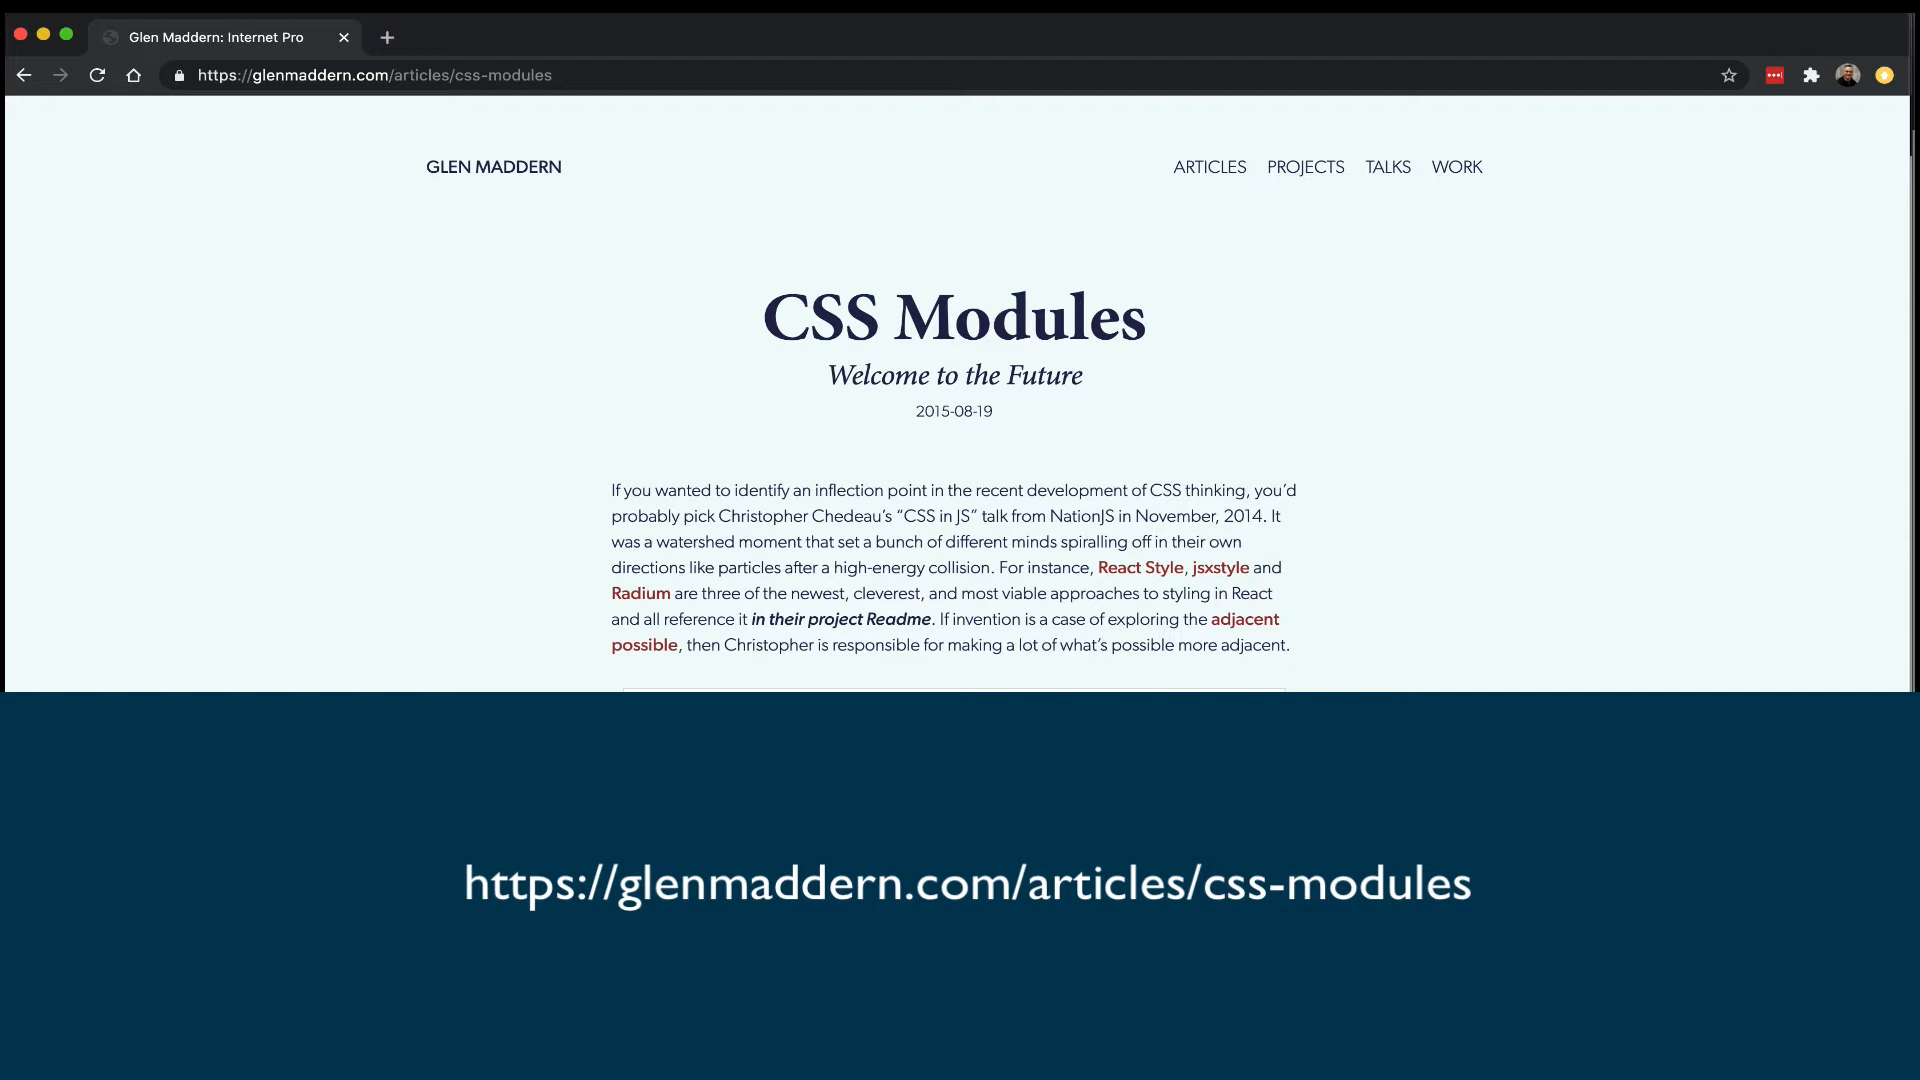 Glen Maddern: Internet Pro
https://glenmaddern.com/articles/css-modules
GLEN MADDERN
ARTICLES PROJECTS TALKS WORK
CSS Modules
Welcome to the Future
2015-08-19
If you wanted to identify an inflection point in the recent development of CSS thinking, you’d
probably pick Christopher Chedeau’s “CSS in JS” talk from NationJS in November, 2014. It
was a watershed moment that set a bunch of different minds spiralling off in their own
directions like particles after a high-energy collision. For instance, React Style, jsxstyle and
Radium are three of the newest, cleverest, and most viable approaches to styling in React
and all reference it in their project Readme. If invention is a case of exploring the adjacent
possible, then Christopher is responsible for making a lot of what’s possible more adjacent.
https://glenmaddern.com/articles/css-modules